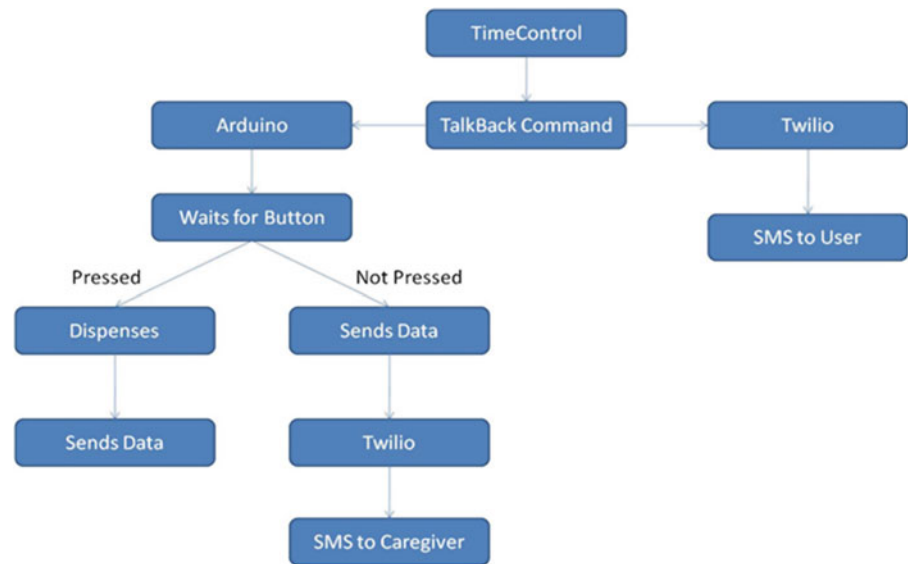 TimeControl
Arduino
TalkBack Command
Twilio
Waits for Button
SMS to User
Pressed
Not Pressed
Dispenses
Sends Data
Sends Data
Twilio
SMS to Caregiver